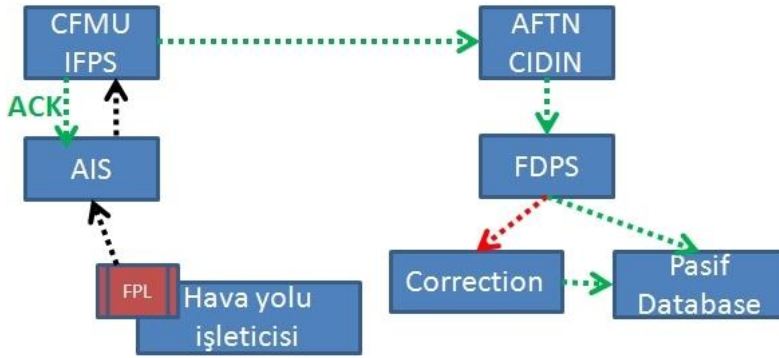 CFMU
IFPS
AFTN
CIDIN
ACK
AIS
FDPS
FPL
Hava yolu
işleticisi
Correction
Pasif
Database